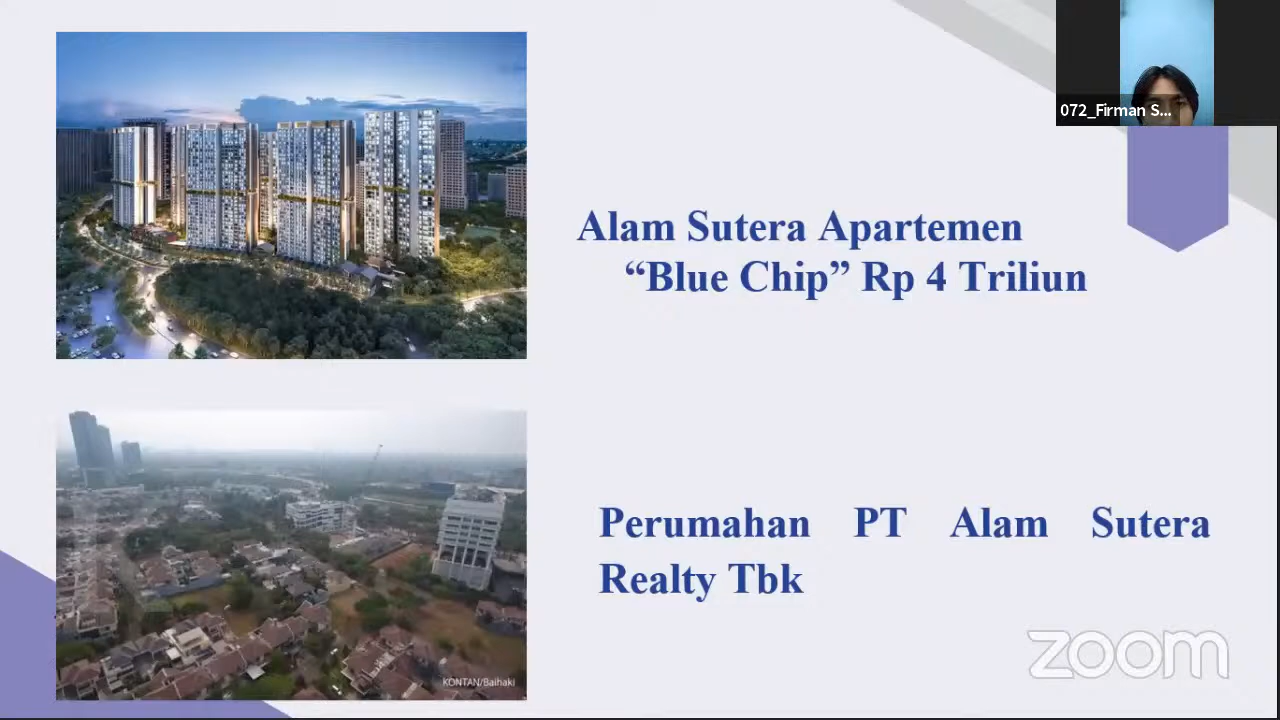 072_Firman S...
Alam Sutera Apartemen
“Blue Chip” Rp 4 Triliun
Perumahan PT Alam Sutera
Realty Tbk
KONTAN/Baihaki
zoom